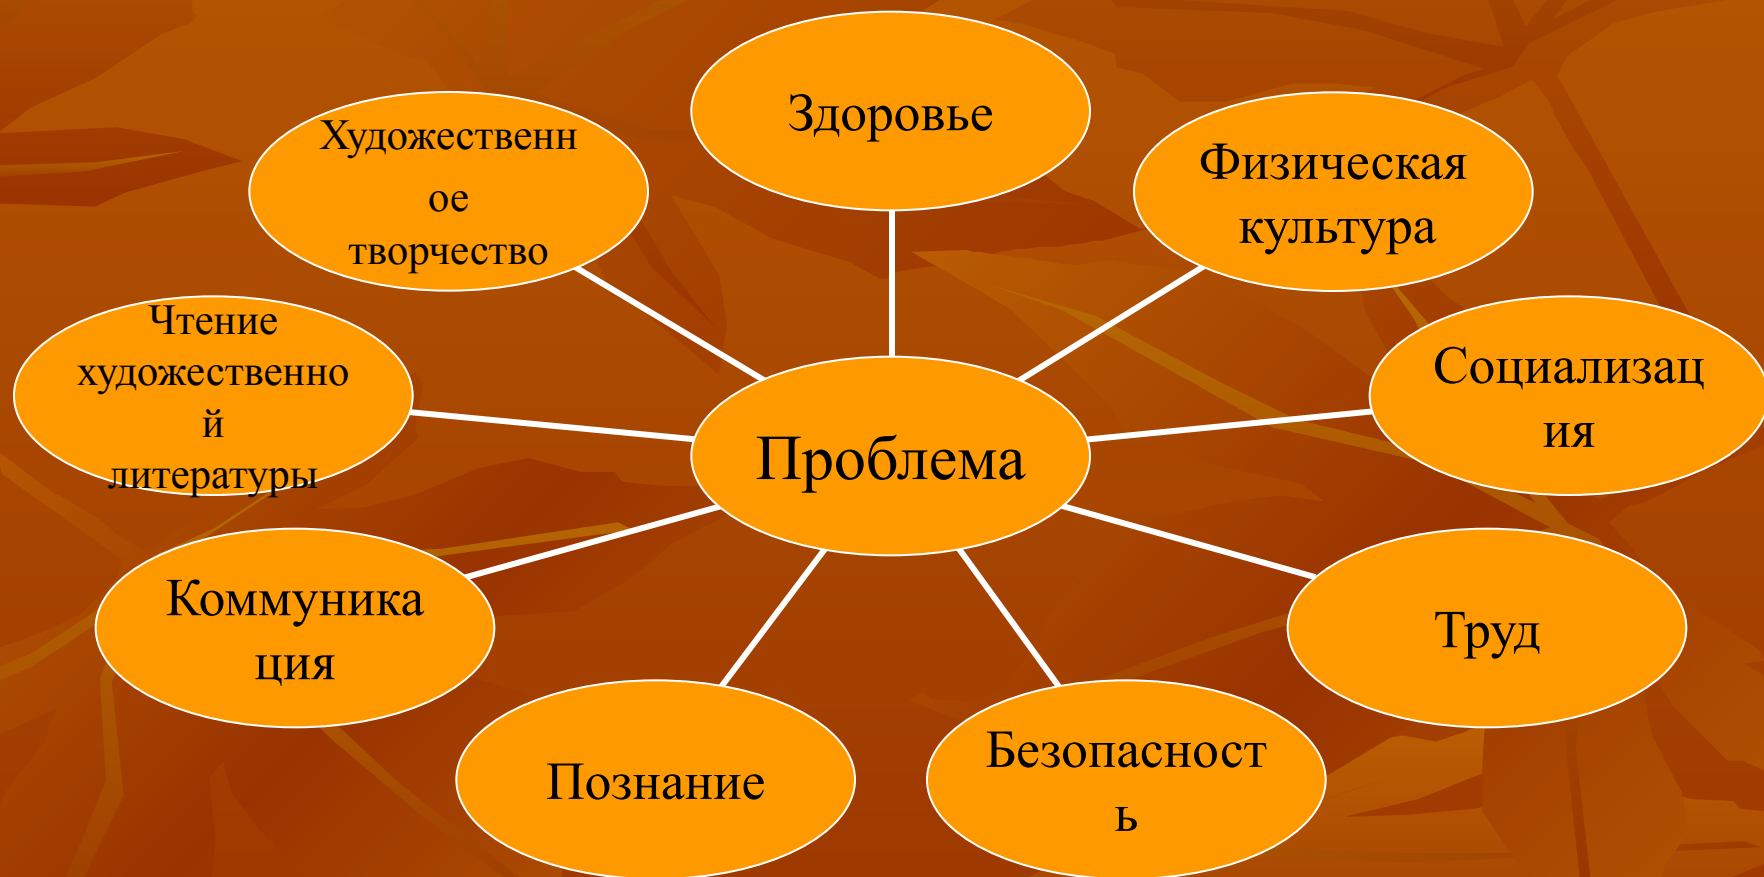 Здоровье
Физическая
культура
Социализац
ия
Труд
Безопасност
ь
Познание
Коммуника
ция
Чтение
художественно
й
литературы
Художественн
ое
творчество
Проблема